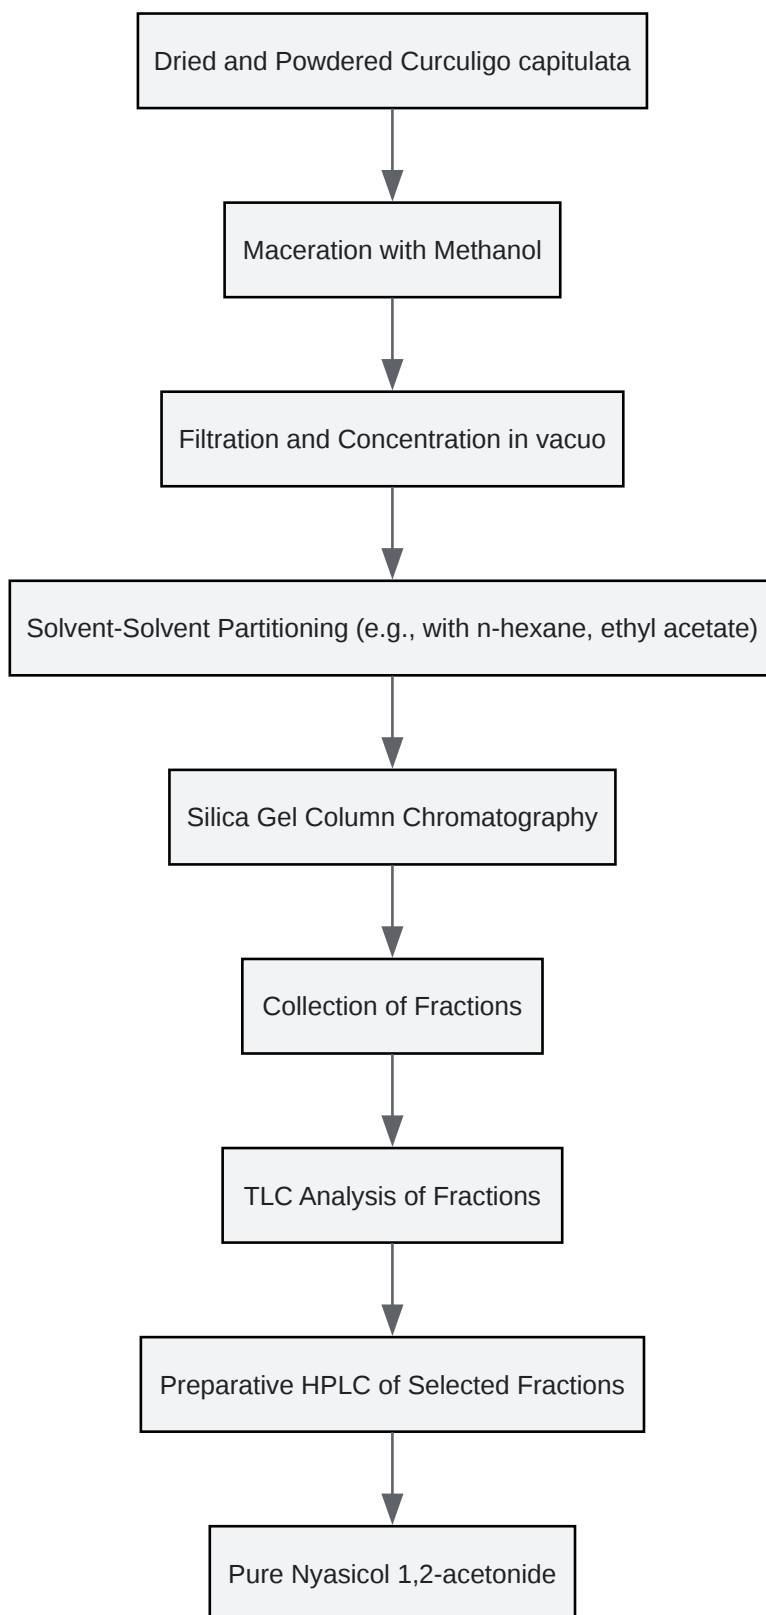 Dried and Powdered Curculigo capitulata
Maceration with Methanol
Filtration and Concentration in vacuo
Solvent-Solvent Partitioning (e.g., with n-hexane, ethyl acetate)
Silica Gel Column Chromatography
Collection of Fractions
TLC Analysis of Fractions
Preparative HPLC of Selected Fractions
Pure Nyasicol 1,2-acetonide